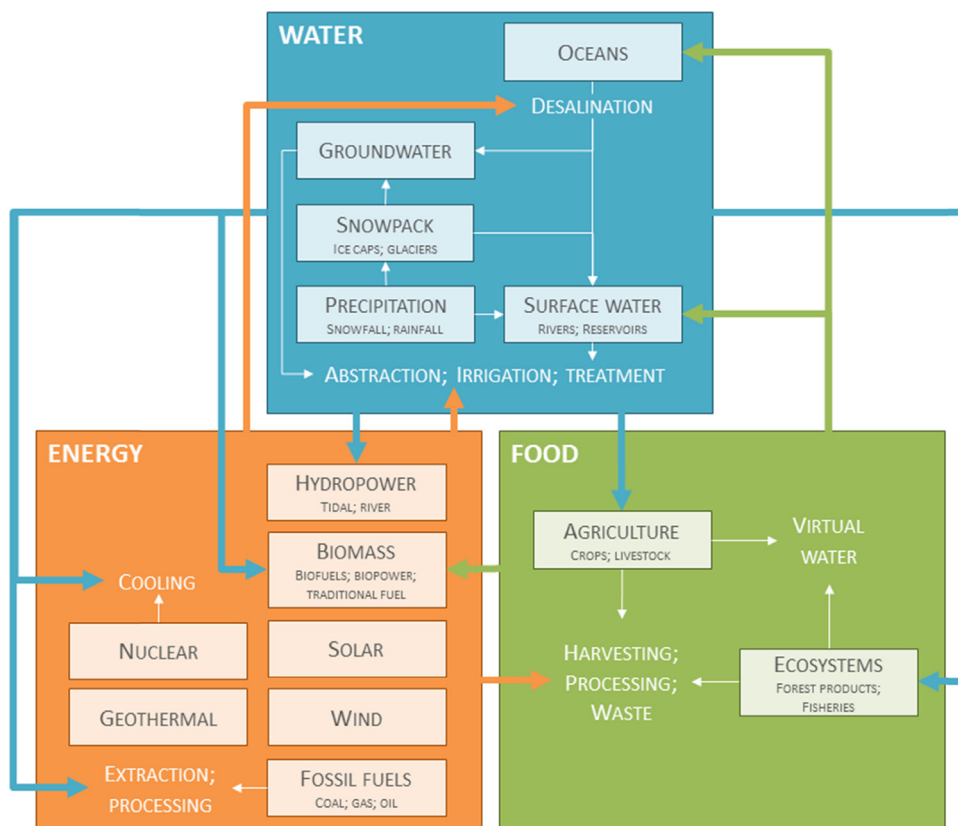 WATER
OCEANS
DESALINATION
GROUNDWATER
SNOWPACK
ICE CAPS; GLACIERS
PRECIPITATION
SNOWFALL; RAINFALL
SURFACE WATER
RIVERS; RESERVOIRS
ABSTRACTION; IRRIGATION; TREATMENT
ENERGY
HYDROPOWER
TIDAL; RIVER
BIOMASS
BIOFUELS; BIOPOWER;
TRADITIONAL FUEL
COOLING
NUCLEAR
SOLAR
GEOTHERMAL
WIND
EXTRACTION;
PROCESSING
FOSSIL FUELS
COAL; GAS; OIL
FOOD
AGRICULTURE
CROPS; LIVESTOCK
VIRTUAL
WATER
HARVESTING;
PROCESSING;
WASTE
ECOSYSTEMS
FOREST PRODUCTS;
FISHERIES